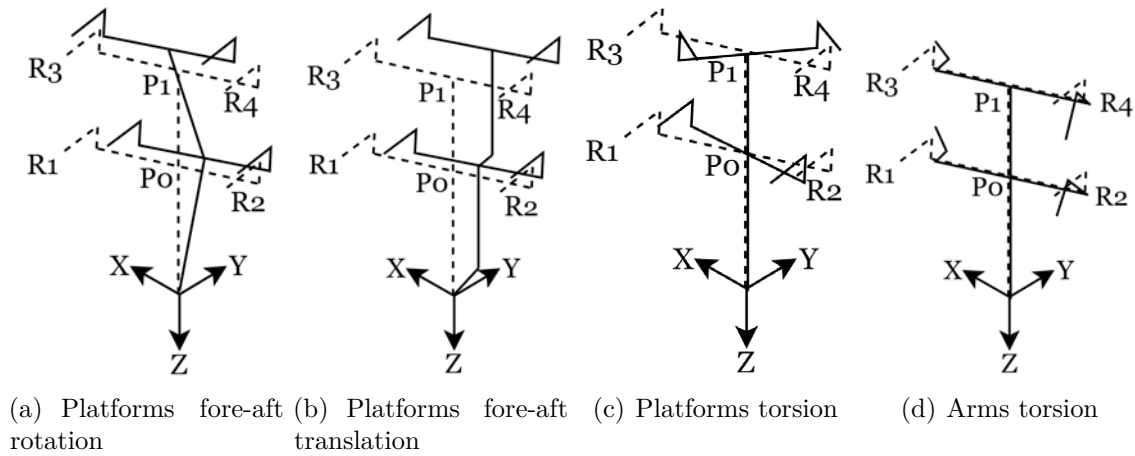 R3
P1
R4
R1
P0
R2
X
Y
Z
R3
P1
R4
R1
P0
R2
X
Y
Z
R3
P1
R4
R1
P0
R2
X
Y
Z
R3
P1
R4
R1
P0
R2
X
Y
Z
(a) Platforms fore-aft
rotation
(b) Platforms fore-aft
translation
(c) Platforms torsion
(d) Arms torsion